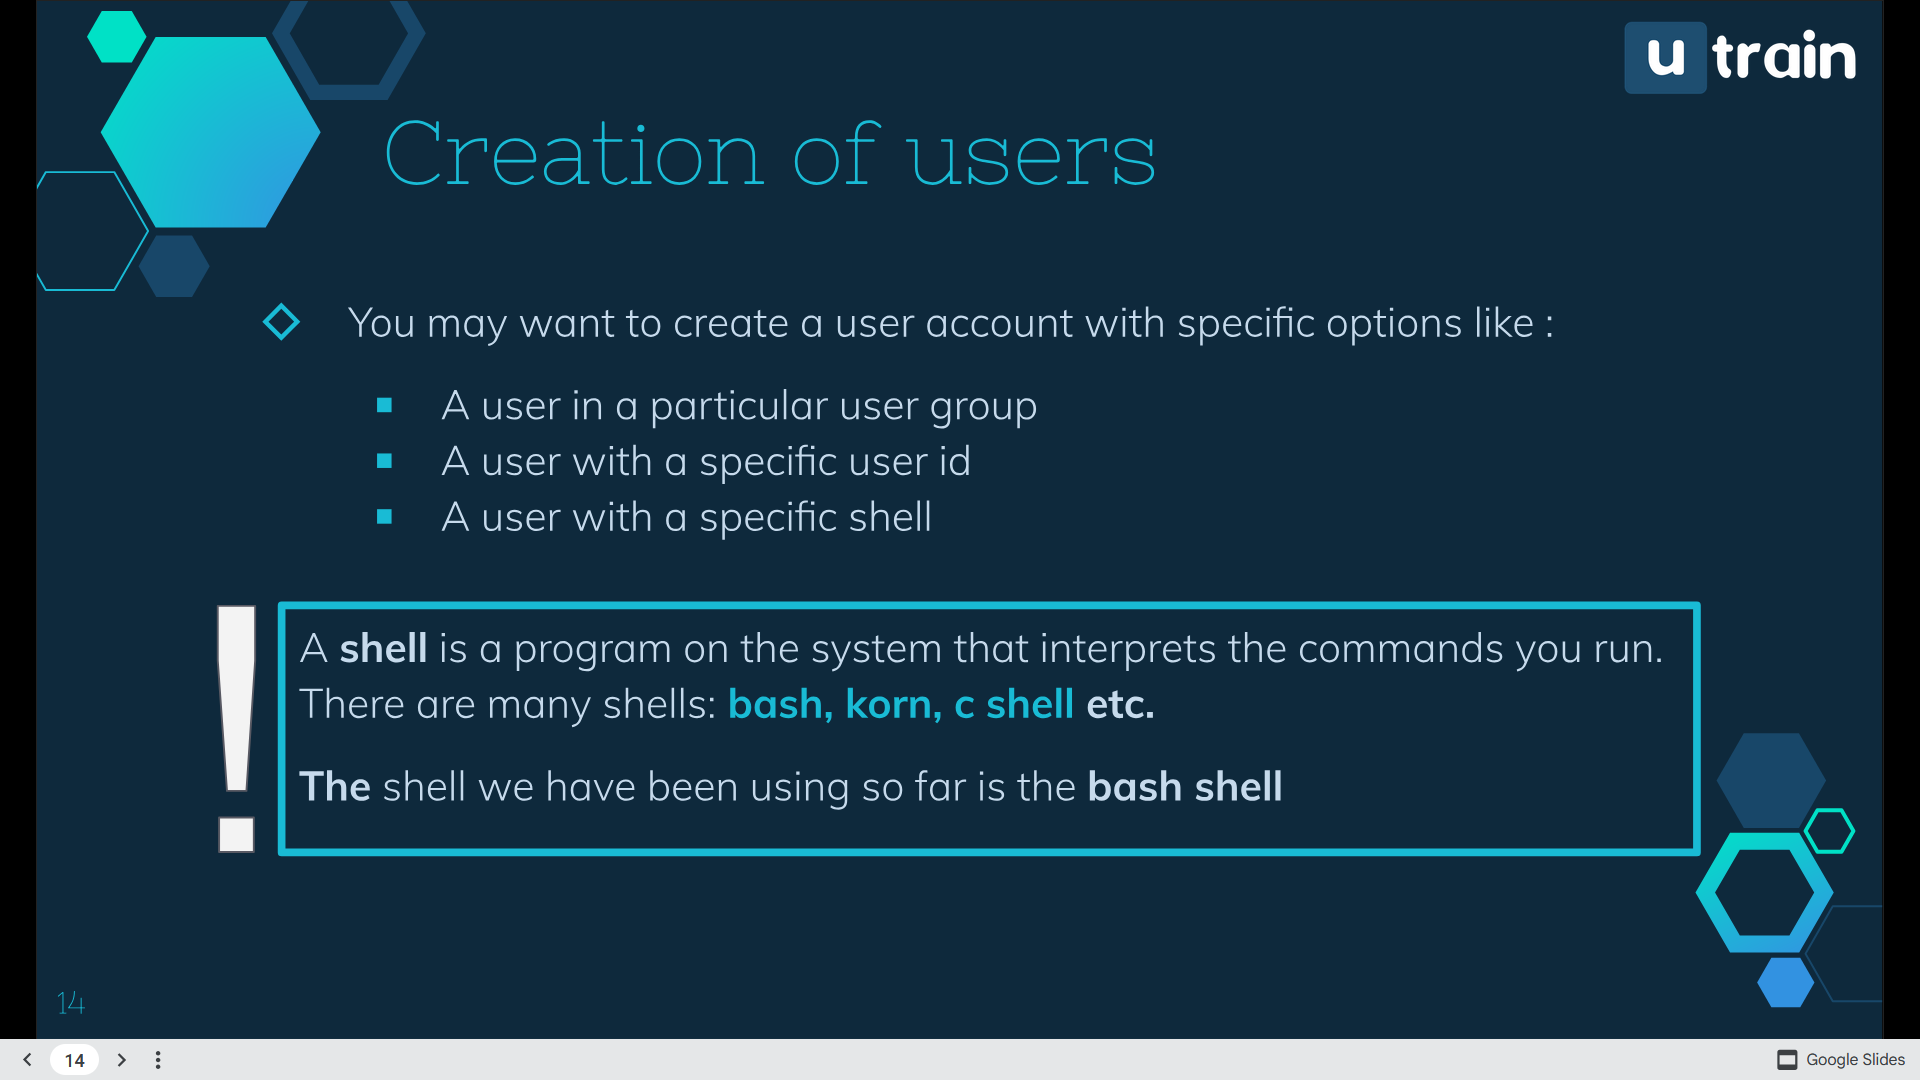 u train
Creation of users
You may want to create a user account with specific options like :
A user in a particular user group
A user with a specific user id
A user with a specific shell
!
A shell is a program on the system that interprets the commands you run.
There are many shells: bash, korn, c shell etc.
The shell we have been using so far is the bash shell
14
14
Google Slides